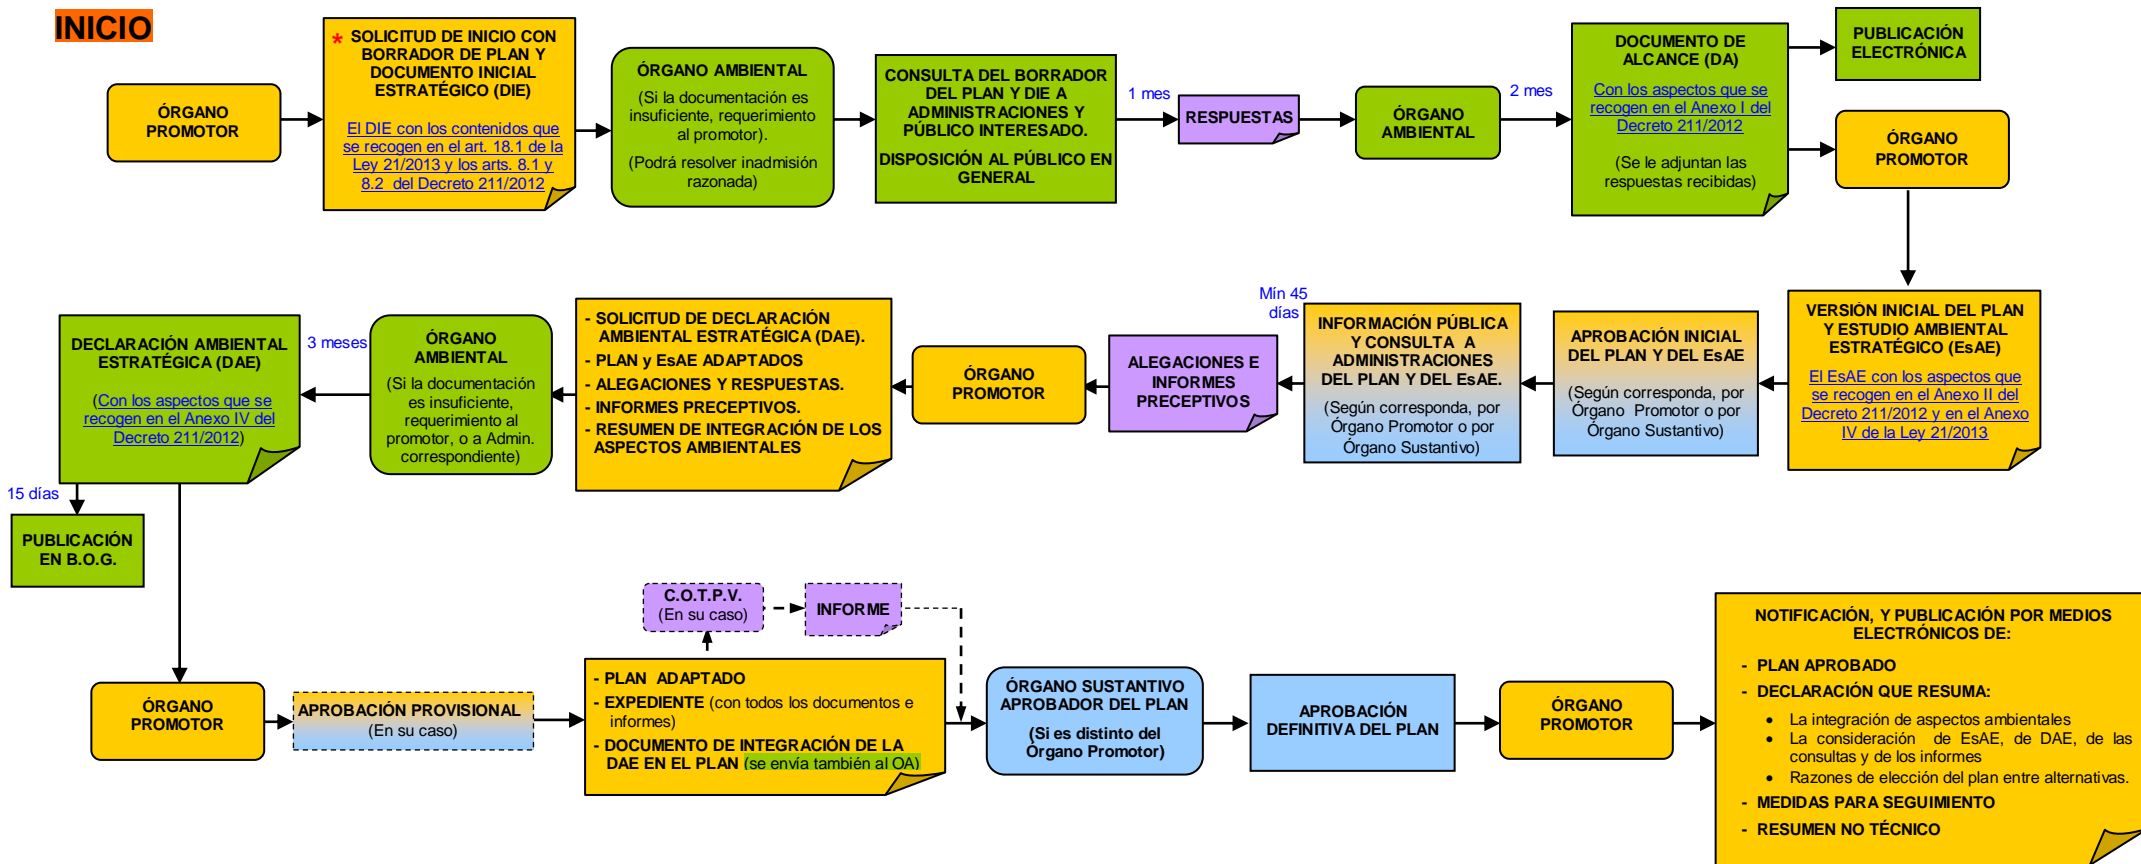 INICIO
ÓRGANO
PROMOTOR
* SOLICITUD DE INICIO CON
BORRADOR DE PLAN Y
DOCUMENTO INICIAL
ESTRATÉGICO (DIE)
El DIE con los contenidos que
se recogen en el art. 18.1 de la
Ley 21/2013 y los arts. 8.1 y
8.2 del Decreto 211/2012
ÓRGANO AMBIENTAL
(Si la documentación es
insuficiente, requerimiento
al promotor).
(Podrá resolver inadmisión
razonada)
CONSULTA DEL BORRADOR
DEL PLAN Y DIE A
ADMINISTRACIONES Y
PÚBLICO INTERESADO.
DISPOSICIÓN AL PÚBLICO EN
GENERAL
1 mes
RESPUESTAS
ÓRGANO
AMBIENTAL
2 mes
DOCUMENTO DE
ALCANCE (DA)
Con los aspectos que se
recogen en el Anexo I del
Decreto 211/2012
(Se le adjuntan las
respuestas recibidas)
PUBLICACIÓN
ELECTRÓNICA
ÓRGANO
PROMOTOR
VERSIÓN INICIAL DEL PLAN
Y ESTUDIO AMBIENTAL
ESTRATÉGICO (EsAE)
El EsAE con los aspectos que
se recogen en el Anexo II del
Decreto 211/2012 y en el Anexo
IV de la Ley 21/2013
APROBACIÓN INICIAL
DEL PLAN Y DEL EsAE
(Según corresponda, por
Órgano Promotor o por
Órgano Sustantivo)
Mín 45
días
INFORMACIÓN PÚBLICA
Y CONSULTA A
ADMINISTRACIONES
DEL PLAN Y DEL EsAE.
(Según corresponda, por
Órgano Promotor o por
Órgano Sustantivo)
ALEGACIONES E
INFORMES
PRECEPTIVOS
ÓRGANO
PROMOTOR
- SOLICITUD DE DECLARACIÓN
AMBIENTAL ESTRATÉGICA (DAE).
- PLAN y EsAE ADAPTADOS
- ALEGACIONES Y RESPUESTAS.
- INFORMES PRECEPTIVOS.
- RESUMEN DE INTEGRACIÓN DE LOS
ASPECTOS AMBIENTALES
ÓRGANO
AMBIENTAL
(Si la documentación
es insuficiente,
requerimiento al
promotor, o a Admin.
correspondiente)
3 meses
DECLARACIÓN AMBIENTAL
ESTRATÉGICA (DAE)
(Con los aspectos que se
recogen en el Anexo IV del
Decreto 211/2012)
15 días
PUBLICACIÓN
EN B.O.G.
ÓRGANO
PROMOTOR
APROBACIÓN PROVISIONAL
(En su caso)
- PLAN ADAPTADO
- EXPEDIENTE (con todos los documentos e
informes)
- DOCUMENTO DE INTEGRACIÓN DE LA
DAE EN EL PLAN (se envía también al OA)
C.O.T.P.V.
(En su caso)
INFORME
ÓRGANO SUSTANTIVO
APROBADOR DEL PLAN
(Si es distinto del
Órgano Promotor)
APROBACIÓN
DEFINITIVA DEL PLAN
ÓRGANO
PROMOTOR
NOTIFICACIÓN, Y PUBLICACIÓN POR MEDIOS
ELECTRÓNICOS DE:
- PLAN APROBADO
- DECLARACIÓN QUE RESUMA:
• La integración de aspectos ambientales
• La consideración de EsAE, de DAE, de las
consultas y de los informes
• Razones de elección del plan entre alternativas.
- MEDIDAS PARA SEGUIMIENTO
- RESUMEN NO TÉCNICO